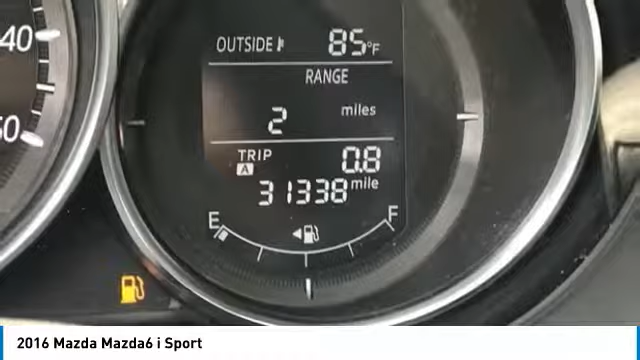 40
50
OUTSIDE 85°F
RANGE
2 miles
TRIP A 0.8
31338 mile
E F
2016 Mazda Mazda6 i Sport